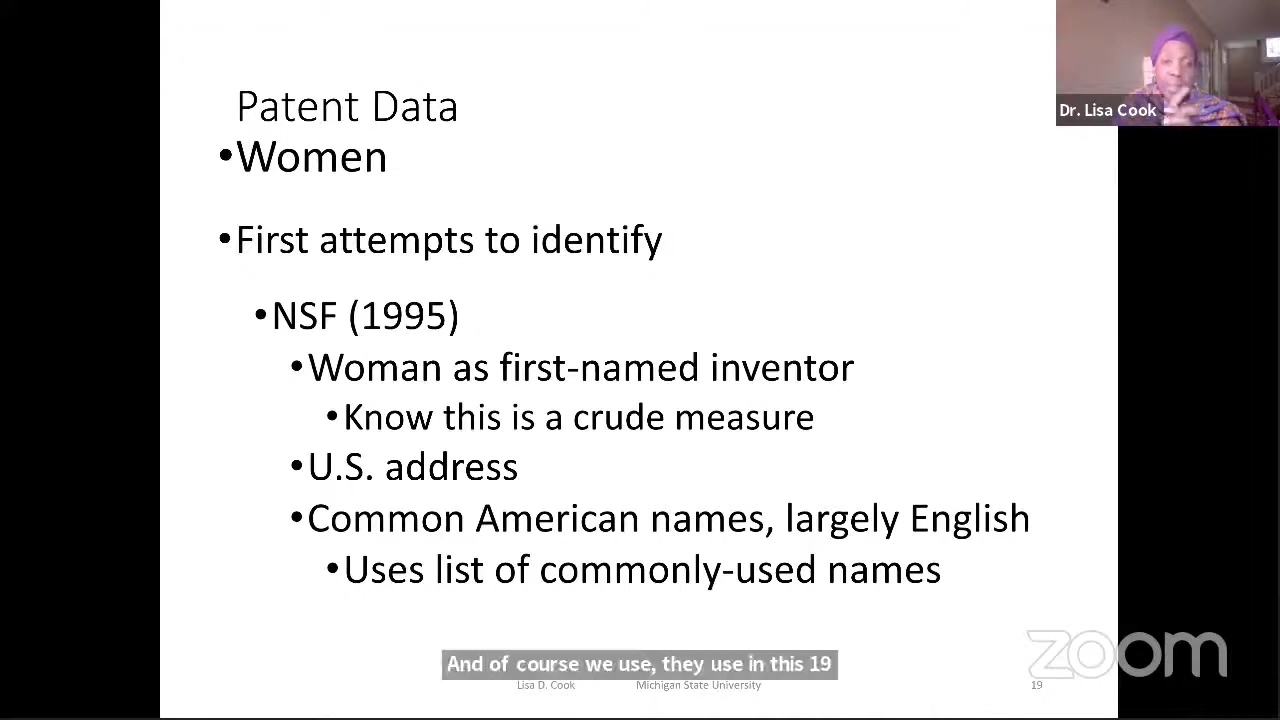 Dr. Lisa Cook
Patent Data
•Women
•First attempts to identify
•NSF (1995)
•Woman as first-named inventor
•Know this is a crude measure
•U.S. address
•Common American names, largely English
•Uses list of commonly-used names
And of course we use, they use in this 19
Lisa D. Cook Michigan State University 19
zoom